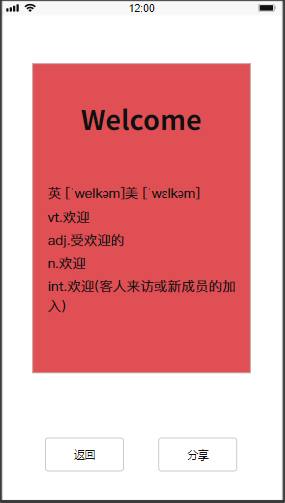 12:00
Welcome
英 [ˈwelkəm]美 [ˈwɛlkəm]
vt.欢迎
adj.受欢迎的
n.欢迎
int.欢迎(客人来访或新成员的加
入)
返回
分享